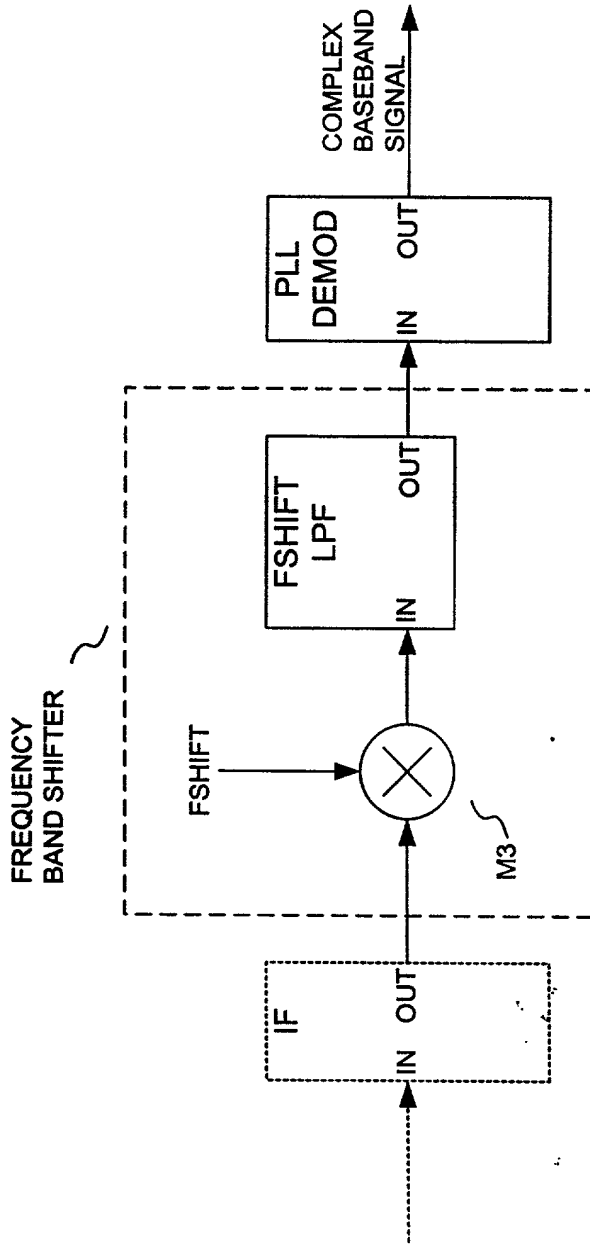 FREQUENCY
BAND SHIFTER
IF
IN OUT
FSHIFT
M3
FSHIFT
LPF
IN OUT
PLL
DEMOD
IN OUT
COMPLEX
BASEBAND
SIGNAL